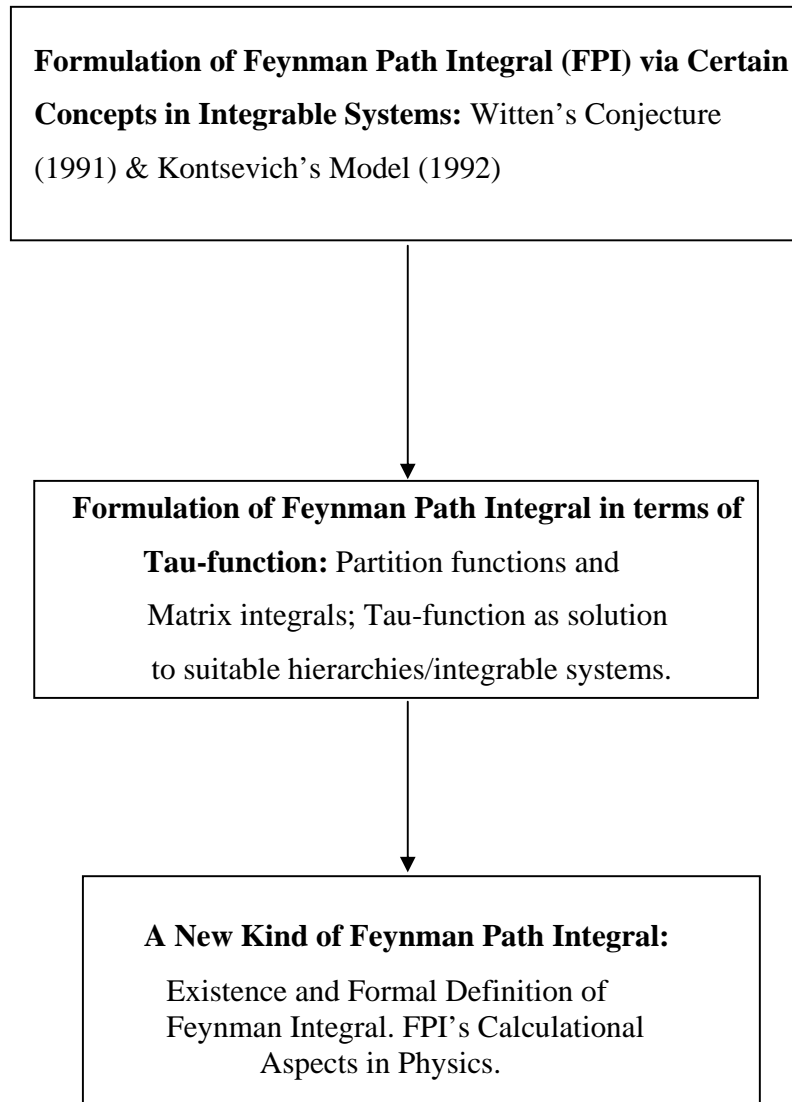 Formulation of Feynman Path Integral (FPI) via Certain
Concepts in Integrable Systems: Witten’s Conjecture
(1991) & Kontsevich’s Model (1992)
Formulation of Feynman Path Integral in terms of
Tau-function: Partition functions and
Matrix integrals; Tau-function as solution
to suitable hierarchies/integrable systems.
A New Kind of Feynman Path Integral:
Existence and Formal Definition of
Feynman Integral. FPI’s Calculational
Aspects in Physics.